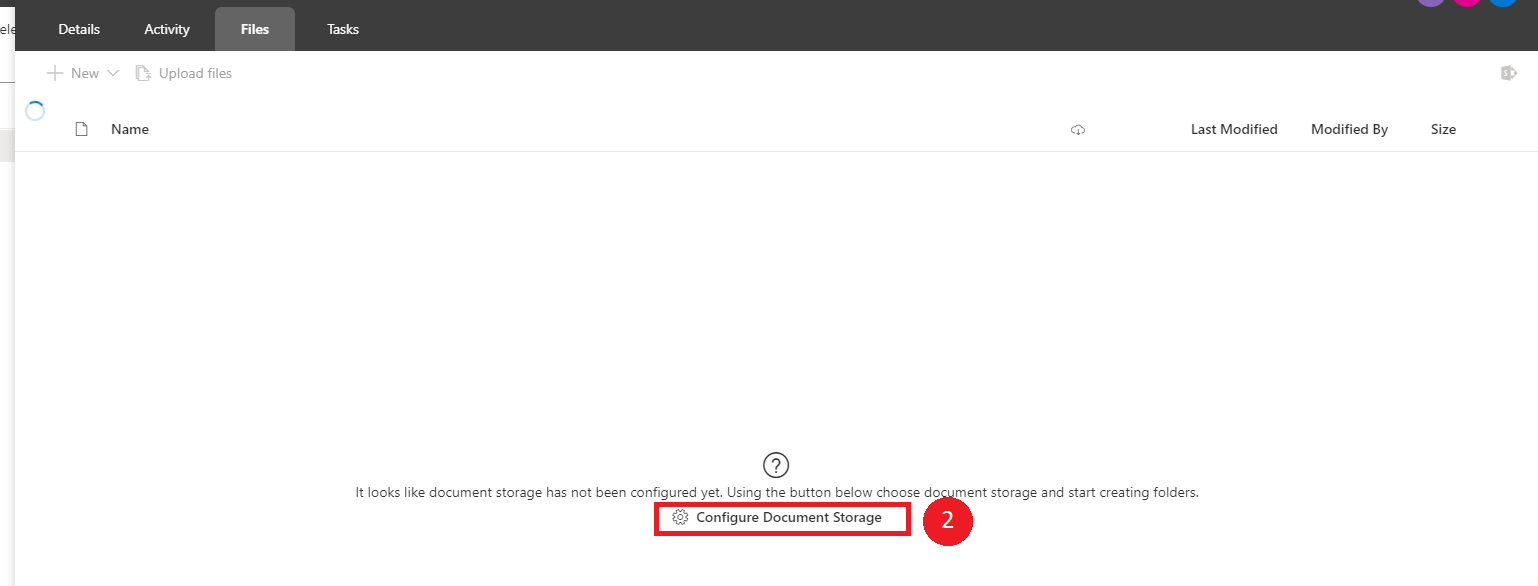 Details Activity Files Tasks
ele
New Upload files
Name Last Modified Modified By Size
?
It looks like document storage has not been configured yet. Using the button below choose document storage and start creating folders.
Configure Document Storage 2